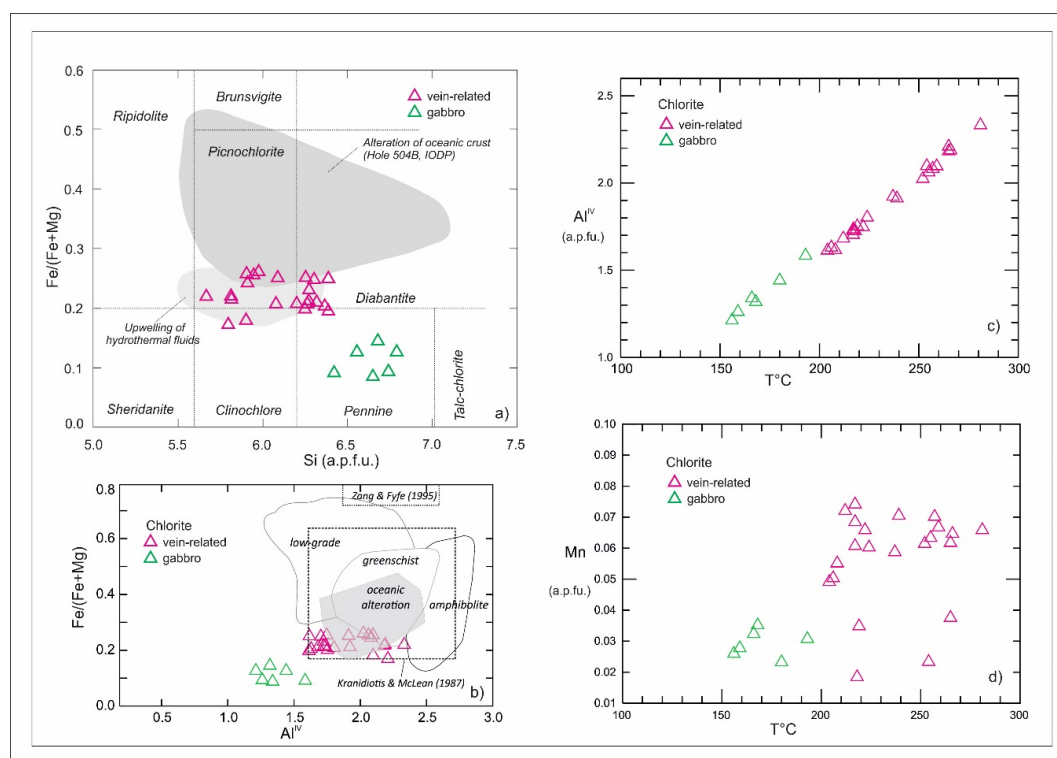 0.6
0.5
0.4
0.3
0.2
0.1
0.0
Fe/(Fe+Mg)
Ripidolite
Brunsvigite
vein-related
gabbro
Picnochlorite
Alteration of oceanic crust
(Hole 504B, IODP)
Diabantite
Upwelling of
hydrothermal fluids
Sheridanite
Clinochlore
Pennine
Talc-chlorite
a)
5.0 5.5 6.0 6.5 7.0 7.5
Si (a.p.f.u.)
0.8
0.6
0.4
0.2
0.0
Fe/(Fe+Mg)
Chlorite
vein-related
gabbro
Zang & Fyfe (1995)
low-grade
greenschist
oceanic
alteration
amphibolite
Kranidiotis & McLean (1987)
b)
0.0 0.5 1.0 1.5 2.0 2.5 3.0
Al^IV
2.5
2.0
1.5
1.0
Al^IV
(a.p.fu.)
Chlorite
vein-related
gabbro
c)
100 150 200 250 300
T°C
0.10
0.09
0.08
0.07
0.06
0.05
0.04
0.03
0.02
0.01
Mn
(a.p.fu.)
Chlorite
vein-related
gabbro
d)
100 150 200 250 300
T°C